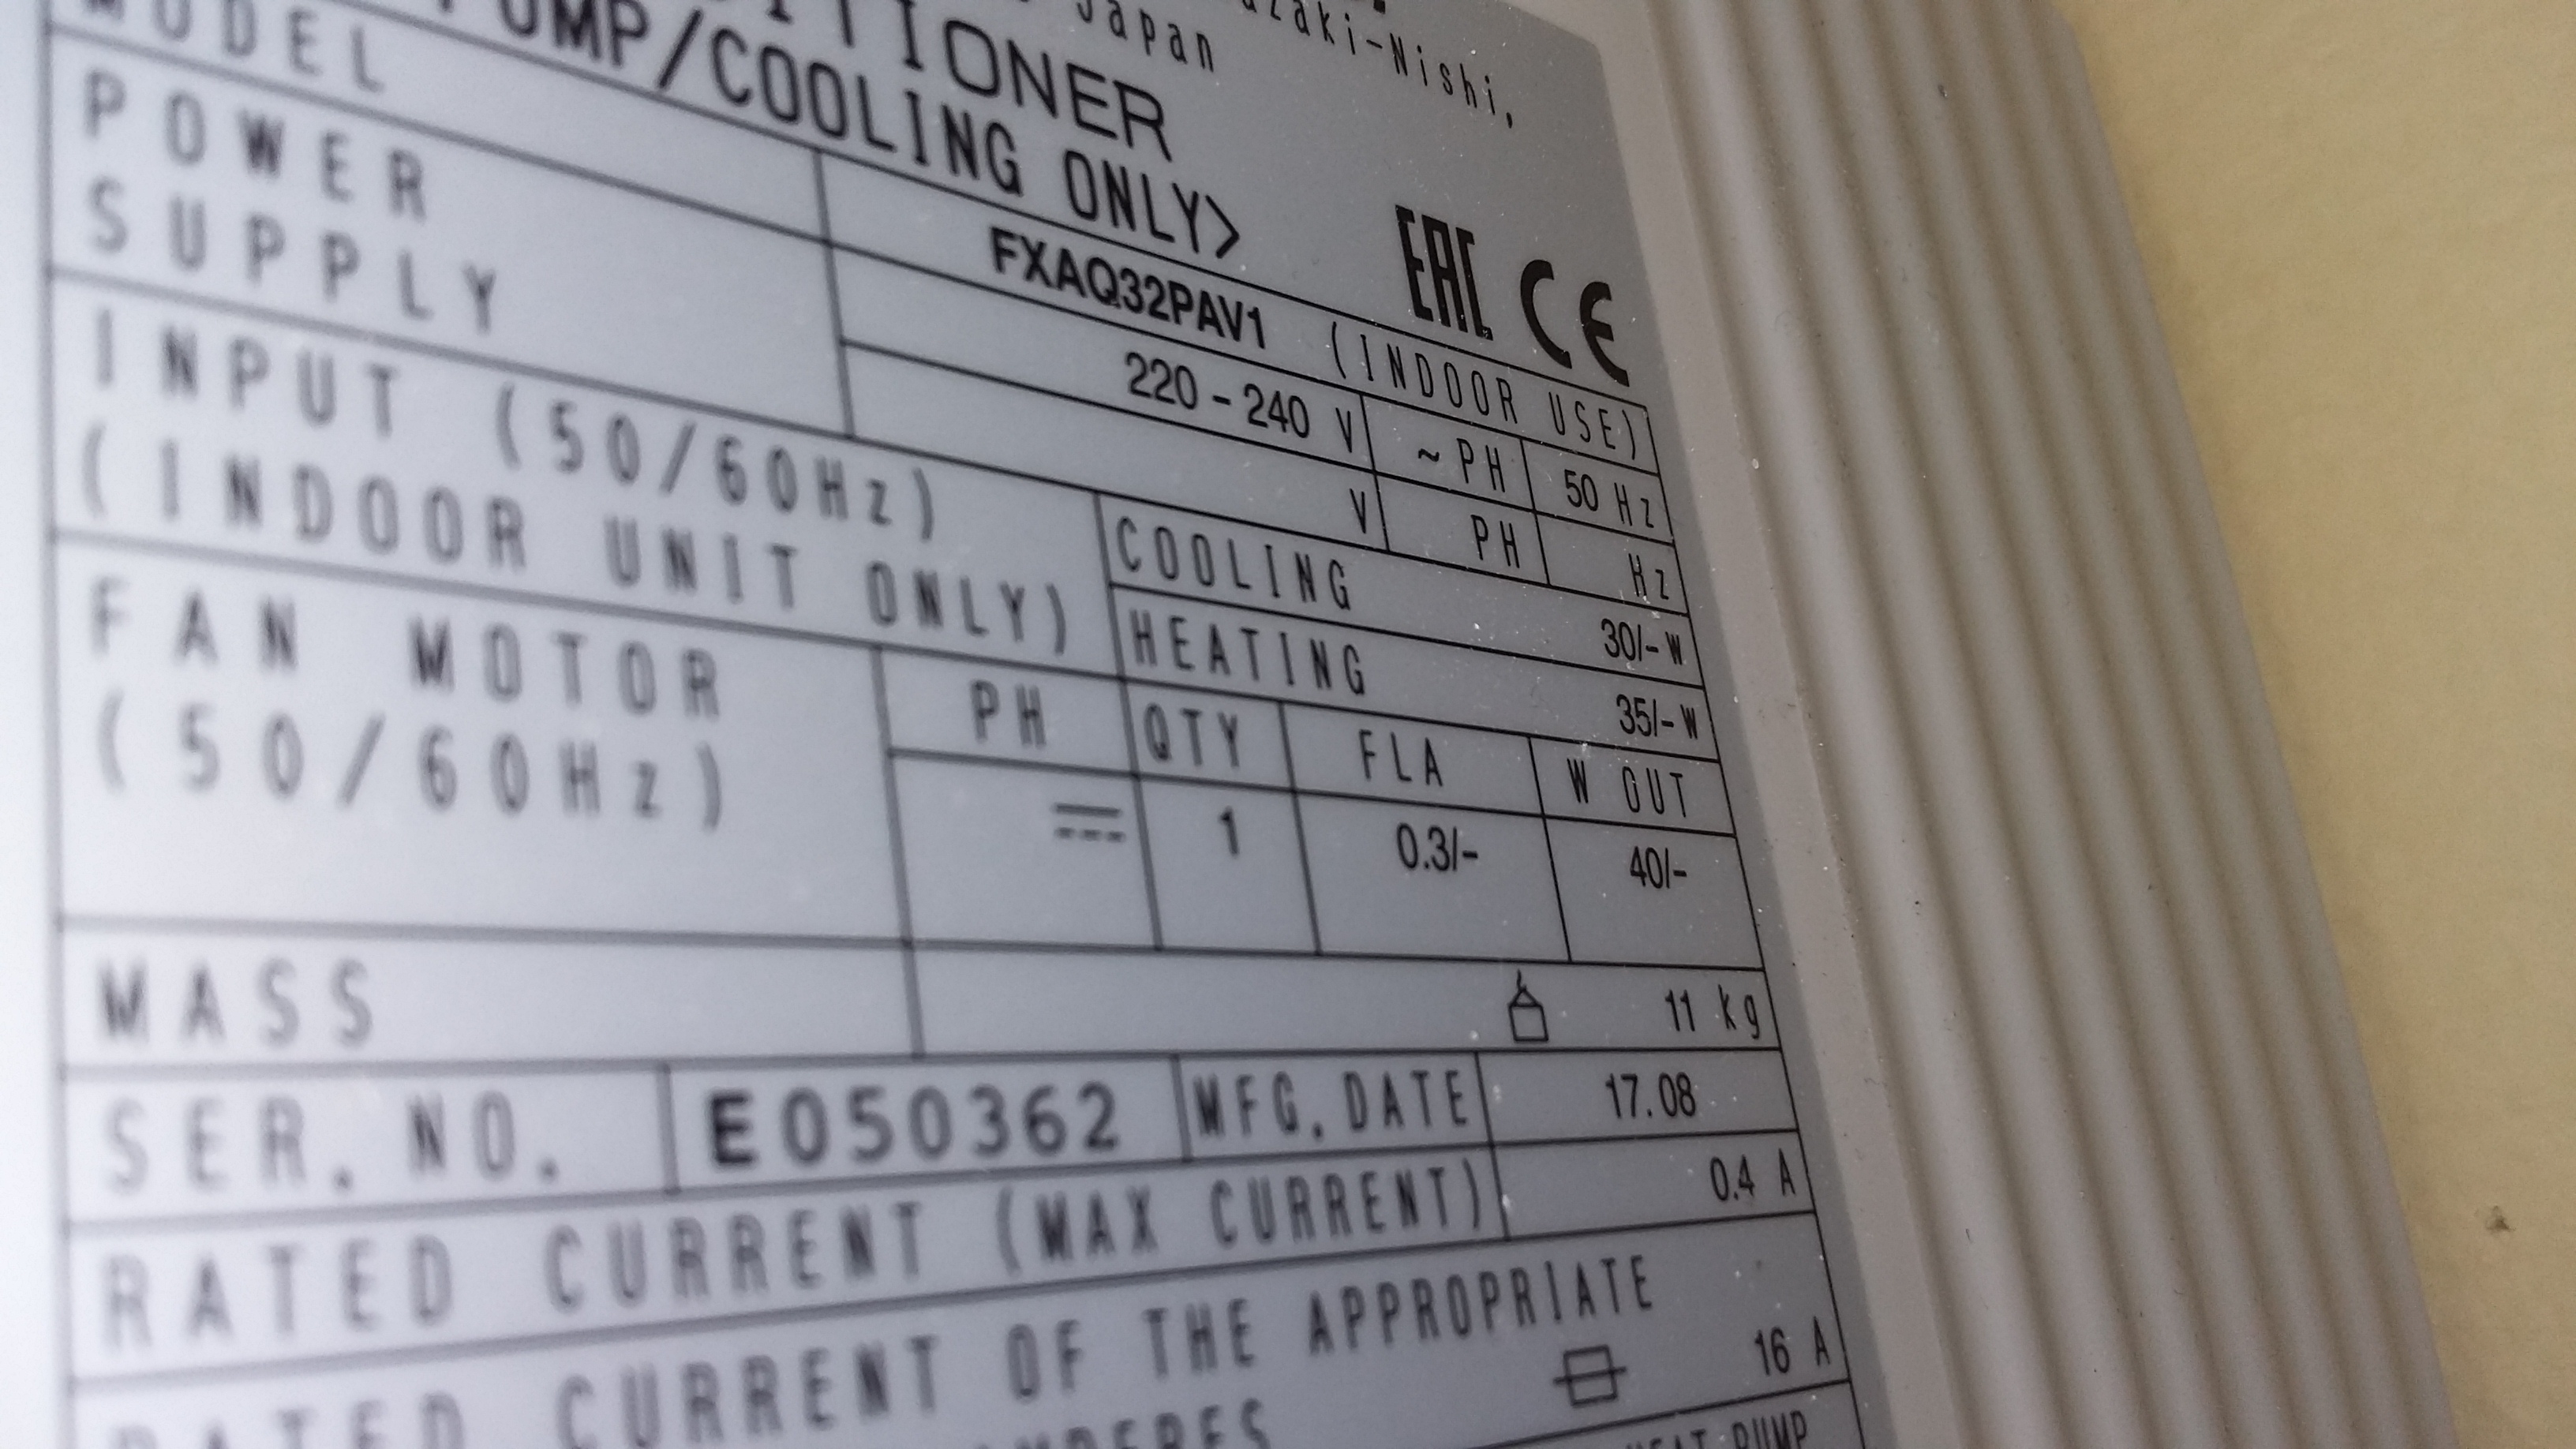 Japan
zaki-Nishi,
ITIONER
PUMP/COOLING ONLY>
EAC CE
MODEL
FXAQ32PAV1 (INDOOR USE)
POWER
SUPPLY
220-240 V ~PH 50 Hz
V PH Hz
INPUT (50/60Hz)
(INDOOR UNIT ONLY)
COOLING 30/- W
HEATING 35/- W
FAN MOTOR
(50/60Hz)
PH QTY FLA W OUT
1 0.3/- 40/-
MASS 11 kg
SER. NO. E050362 MFG. DATE 17.08
RATED CURRENT (MAX CURRENT) 0.4 A
RATED CURRENT OF THE APPROPRIATE
16 A
PUMP